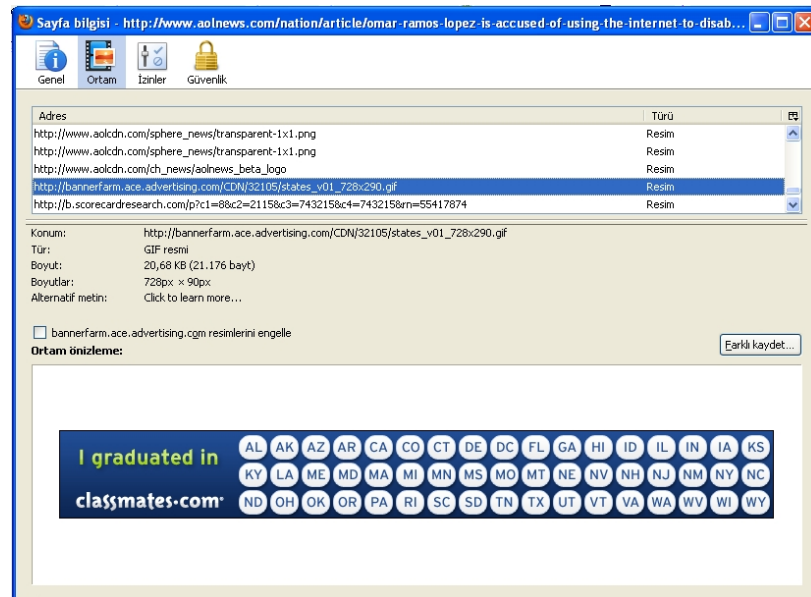 Sayfa bilgisi - http://www.aolnews.com/nation/article/omar-ramos-lopez-is-accused-of-using-the-internet-to-disab...
Genel Ortam İzinler Güvenlik
Adres Türü
http://www.aolcdn.com/sphere_news/transparent-1x1.png Resim
http://www.aolcdn.com/sphere_news/transparent-1x1.png Resim
http://www.aolcdn.com/ch_news/aolnews_beta_logo Resim
http://bannerfarm.ace.advertising.com/CDN/32105/states_v01_728x290.gif Resim
http://b.scorecardresearch.com/p?c1=8&c2=2115&c3=743215&c4=743215&rn=55417874 Resim
Konum: http://bannerfarm.ace.advertising.com/CDN/32105/states_v01_728x290.gif
Tür: GIF resmi
Boyut: 20,68 KB (21.176 bayt)
Boyutlar: 728px × 90px
Alternatif metin: Click to learn more...
bannerfarm.ace.advertising.com resimlerini engelle
Ortam önizleme: Farklı kaydet...
I graduated in
classmates.com
AL AK AZ AR CA CO CT DE DC FL GA HI ID IL IN IA KS
KY LA ME MD MA MI MN MS MO MT NE NV NH NJ NM NY NC
ND OH OK OR PA RI SC SD TN TX UT VT VA WA WV WI WY